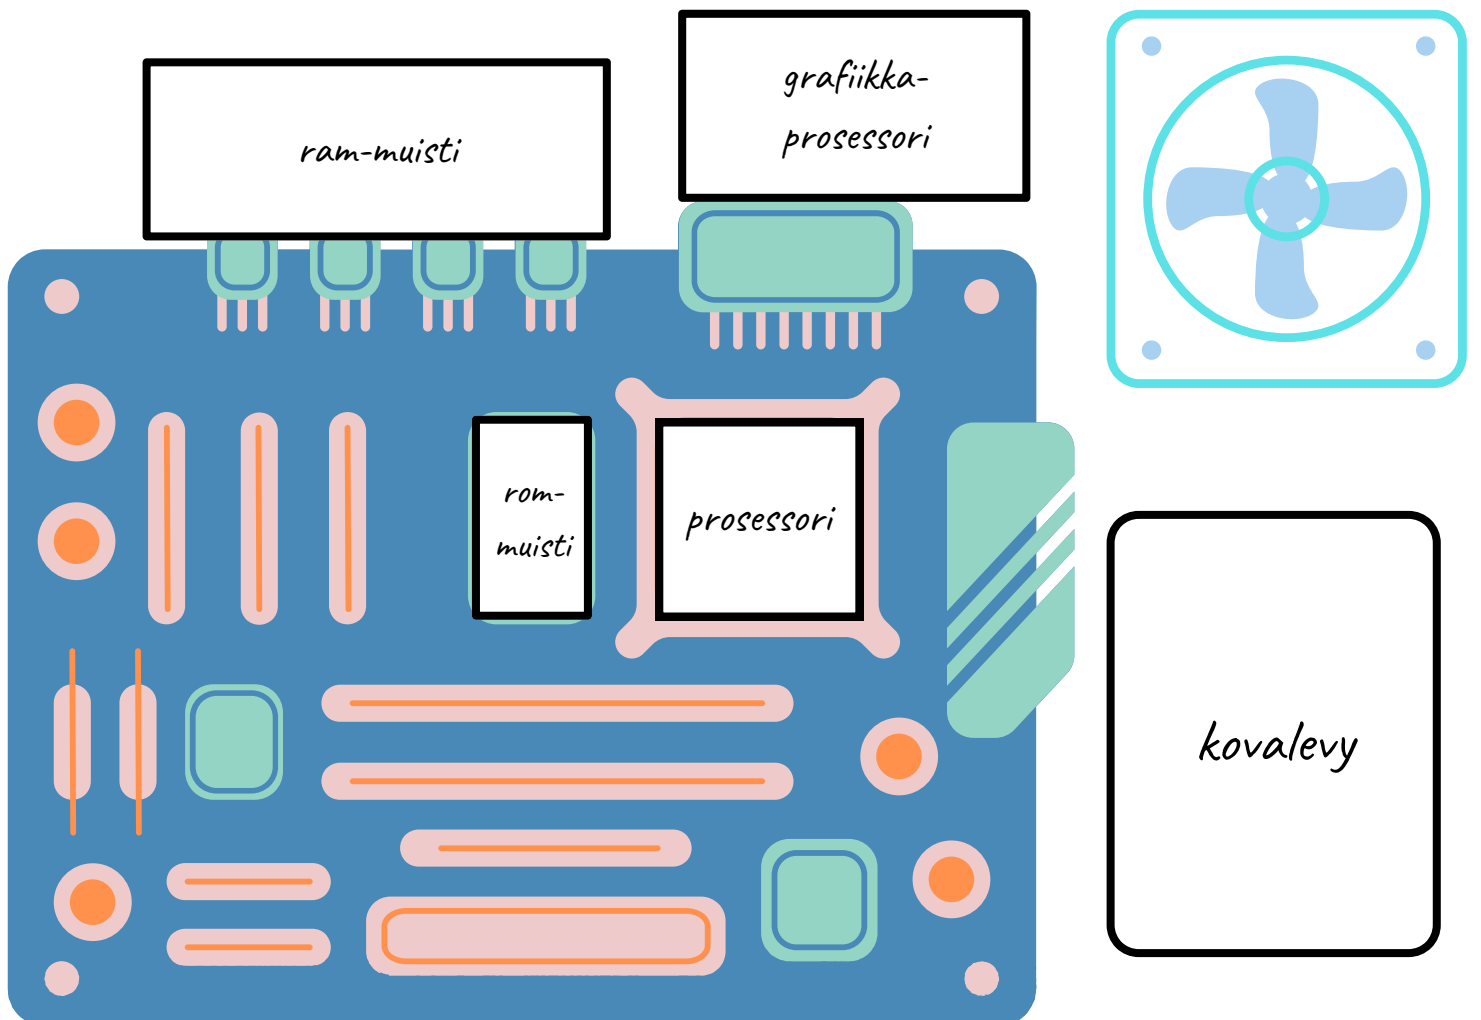 grafiikka-
prosessori
ram-muisti
rom-
muisti
prosessori
kovalevy